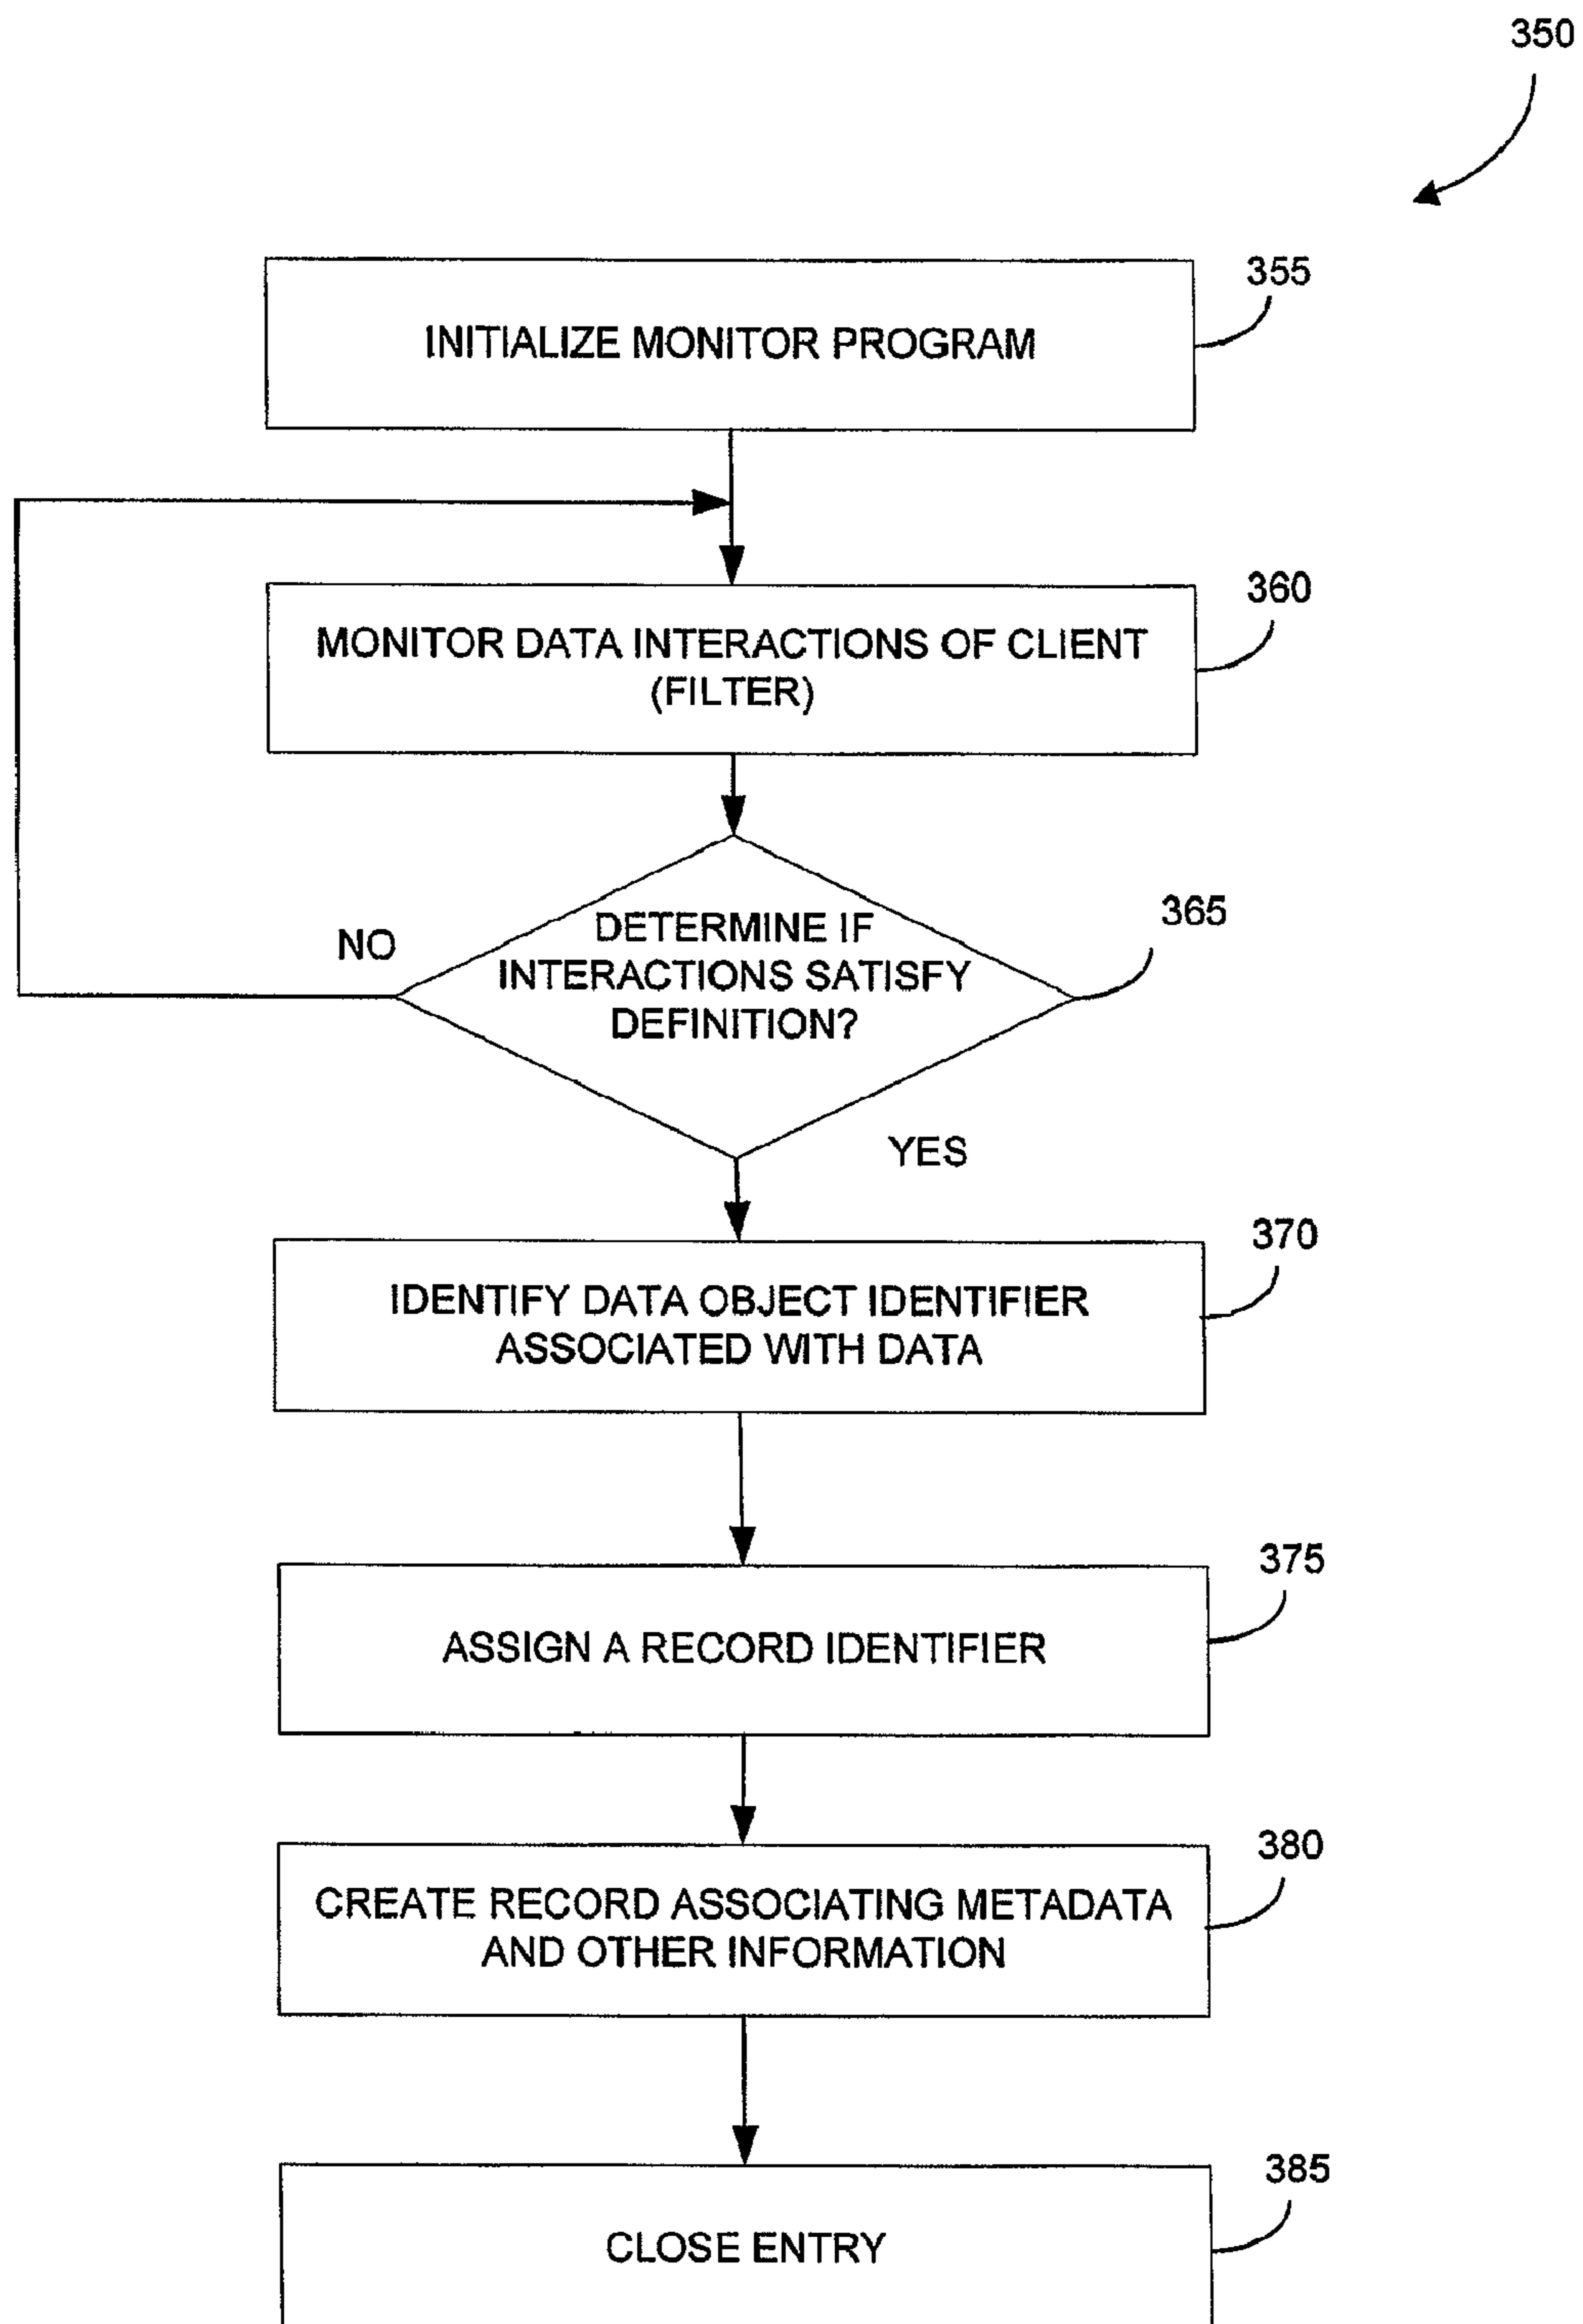 350
355
INITIALIZE MONITOR PROGRAM
360
MONITOR DATA INTERACTIONS OF CLIENT
(FILTER)
365
NO
DETERMINE IF
INTERACTIONS SATISFY
DEFINITION?
YES
370
IDENTIFY DATA OBJECT IDENTIFIER
ASSOCIATED WITH DATA
375
ASSIGN A RECORD IDENTIFIER
380
CREATE RECORD ASSOCIATING METADATA
AND OTHER INFORMATION
385
CLOSE ENTRY